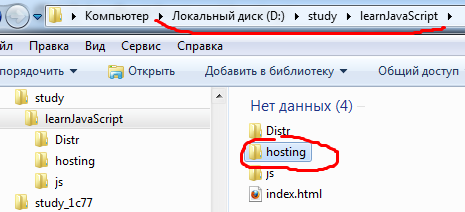 Компьютер Локальный диск (D:) study learnJavaScript
йл Правка Вид Сервис Справка
порядочить Открыть Добавить в библиотеку Общий доступ
study
learnJavaScript
Distr
hosting
js
study_1c77
Нет данных (4)
Distr
hosting
js
index.html